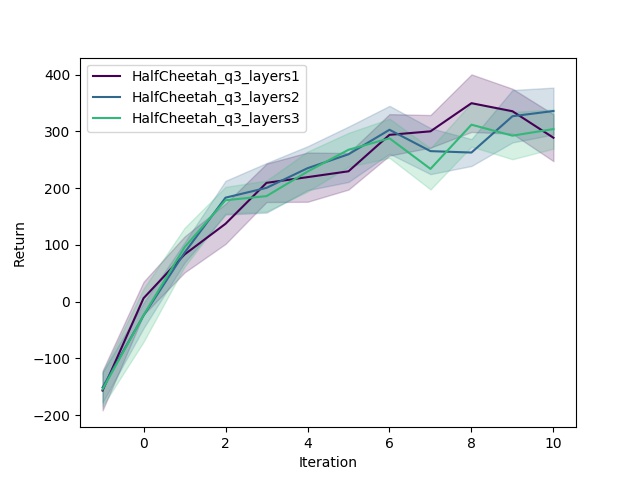 HalfCheetah_q3_layers1
HalfCheetah_q3_layers2
HalfCheetah_q3_layers3
400
300
200
100
0
−100
−200
Return
0 2 4 6 8 10
Iteration